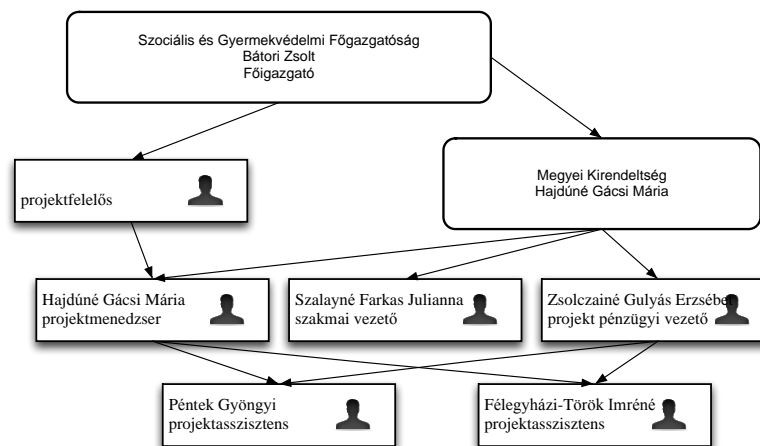 Szociális és Gyermekvédelmi Főgazgatóság
Bátori Zsolt
Főigazgató
projektfelelős
Megyei Kirendeltség
Hajdúné Gácsi Mária
Hajdúné Gácsi Mária
projektmenedzser
Szalayné Farkas Julianna
szakmai vezető
Zsolczainé Gulyás Erzsébet
projekt pénzügyi vezető
Péntek Gyöngyi
projektasszisztens
Félegyházi-Török Imréné
projektasszisztens